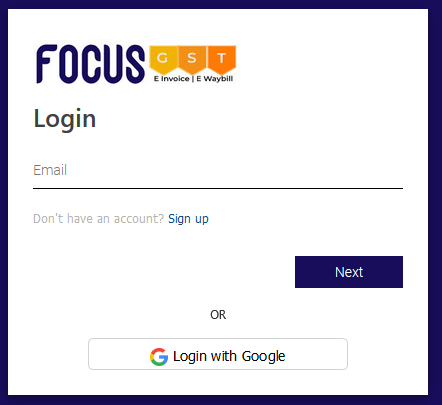 FOCUS GST
E Invoice | E Waybill
Login
Email
Don't have an account? Sign up
Next
OR
Login with Google